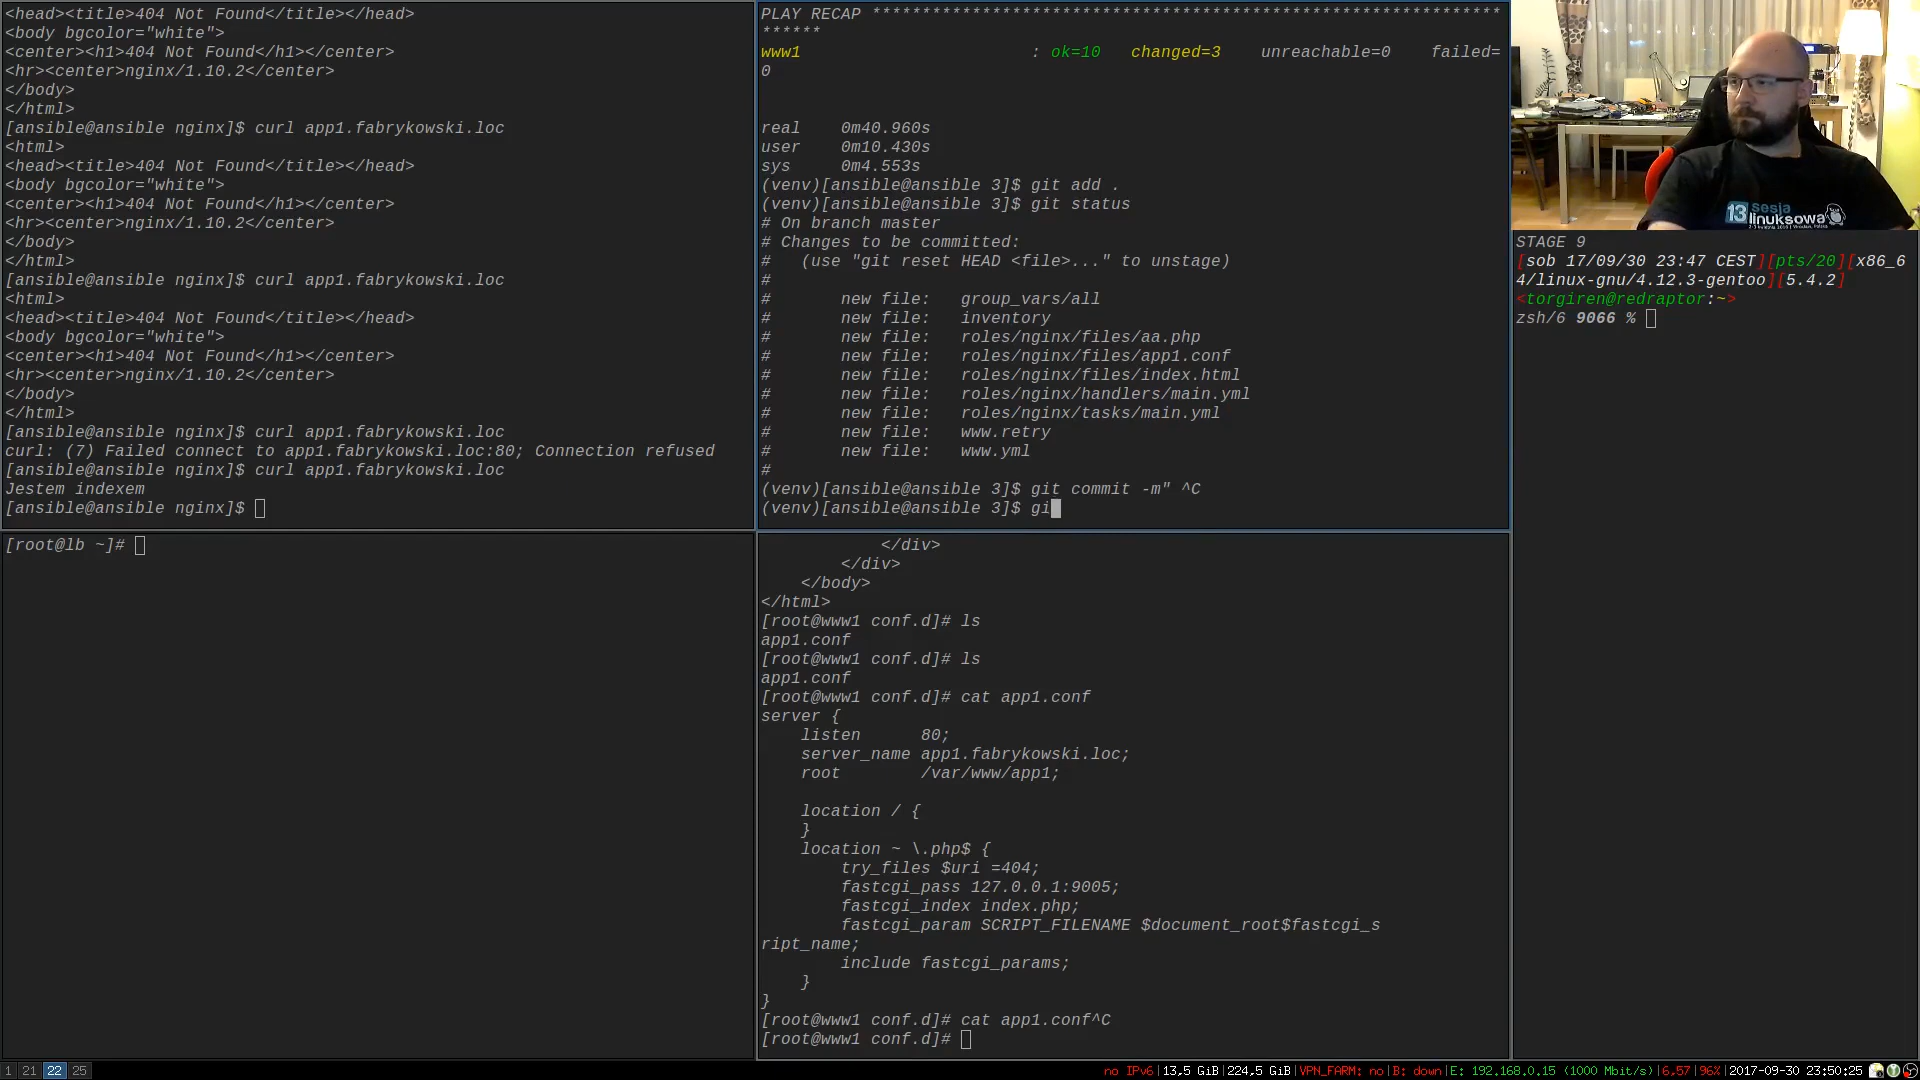 <head><title>404 Not Found</title></head>
<body bgcolor="white">
<center><h1>404 Not Found</h1></center>
<hr><center>nginx/1.10.2</center>
</body>
</html>
[ansible@ansible nginx]$ curl app1.fabrykowski.loc
<html>
<head><title>404 Not Found</title></head>
<body bgcolor="white">
<center><h1>404 Not Found</h1></center>
<hr><center>nginx/1.10.2</center>
</body>
</html>
[ansible@ansible nginx]$ curl app1.fabrykowski.loc
<html>
<head><title>404 Not Found</title></head>
<body bgcolor="white">
<center><h1>404 Not Found</h1></center>
<hr><center>nginx/1.10.2</center>
</body>
</html>
[ansible@ansible nginx]$ curl app1.fabrykowski.loc
curl: (7) Failed connect to app1.fabrykowski.loc:80; Connection refused
[ansible@ansible nginx]$ curl app1.fabrykowski.loc
Jestem indexem
[ansible@ansible nginx]$
PLAY RECAP ***************************************************************
******
www1 : ok=10 changed=3 unreachable=0 failed=
0
real 0m40.960s
user 0m10.430s
sys 0m4.553s
(venv)[ansible@ansible 3]$ git add .
(venv)[ansible@ansible 3]$ git status
# On branch master
# Changes to be committed:
# (use "git reset HEAD <file>..." to unstage)
#
# new file: group_vars/all
# new file: inventory
# new file: roles/nginx/files/aa.php
# new file: roles/nginx/files/app1.conf
# new file: roles/nginx/files/index.html
# new file: roles/nginx/handlers/main.yml
# new file: roles/nginx/tasks/main.yml
# new file: www.retry
# new file: www.yml
#
(venv)[ansible@ansible 3]$ git commit -m" ^C
(venv)[ansible@ansible 3]$ gi
13 Sesja
linuksowa
STAGE 9
[sob 17/09/30 23:47 CEST][pts/20][x86_6
4/linux-gnu/4.12.3-gentoo][5.4.2]
<torgiren@redraptor:~>
zsh/6 9066 %
[root@lb ~]#
</div>
</div>
</body>
</html>
[root@www1 conf.d]# ls
app1.conf
[root@www1 conf.d]# ls
app1.conf
[root@www1 conf.d]# cat app1.conf
server {
listen 80;
server_name app1.fabrykowski.loc;
root /var/www/app1;
location / {
}
location ~ \.php$ {
try_files $uri =404;
fastcgi_pass 127.0.0.1:9005;
fastcgi_index index.php;
fastcgi_param SCRIPT_FILENAME $document_root$fastcgi_s
ript_name;
include fastcgi_params;
}
}
[root@www1 conf.d]# cat app1.conf^C
[root@www1 conf.d]#
1 21 22 25
no IPv6|13,5 GiB|224,5 GiB|VPN_FARM: no|B: down|E: 192.168.0.15 (1000 Mbit/s)|6,57|96%|2017-09-30 23:50:25